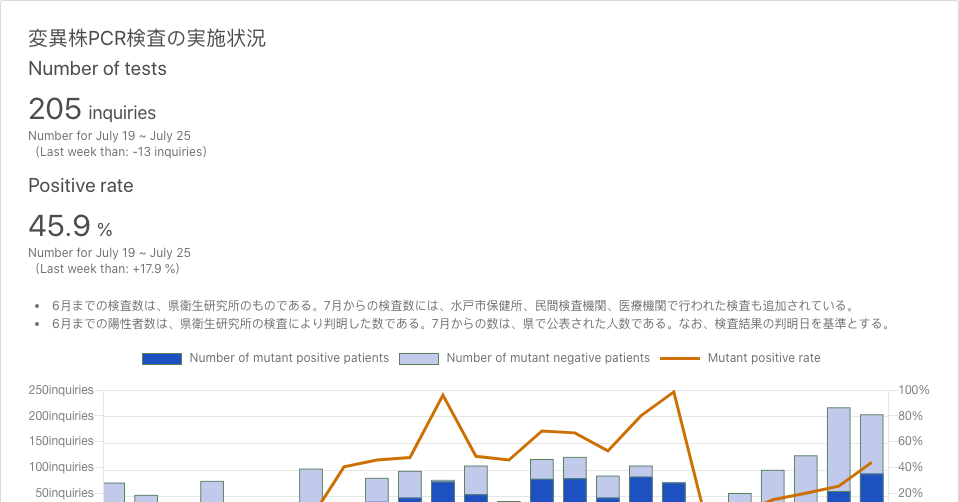 変異株PCR検査の実施状況
Number of tests
205 inquiries
Number for July 19 ~ July 25
（Last week than: -13 inquiries）
Positive rate
45.9 %
Number for July 19 ~ July 25
（Last week than: +17.9 %）
• 6月までの検査数は、県衛生研究所のものである。7月からの検査数には、水戸市保健所、民間検査機関、医療機関で行われた検査も追加されている。
• 6月までの陽性者数は、県衛生研究所の検査により判明した数である。7月からの数は、県で公表された人数である。なお、検査結果の判明日を基準とする。
Number of mutant positive patients Number of mutant negative patients Mutant positive rate
250inquiries 100%
200inquiries 80%
150inquiries 60%
100inquiries 40%
50inquiries 20%